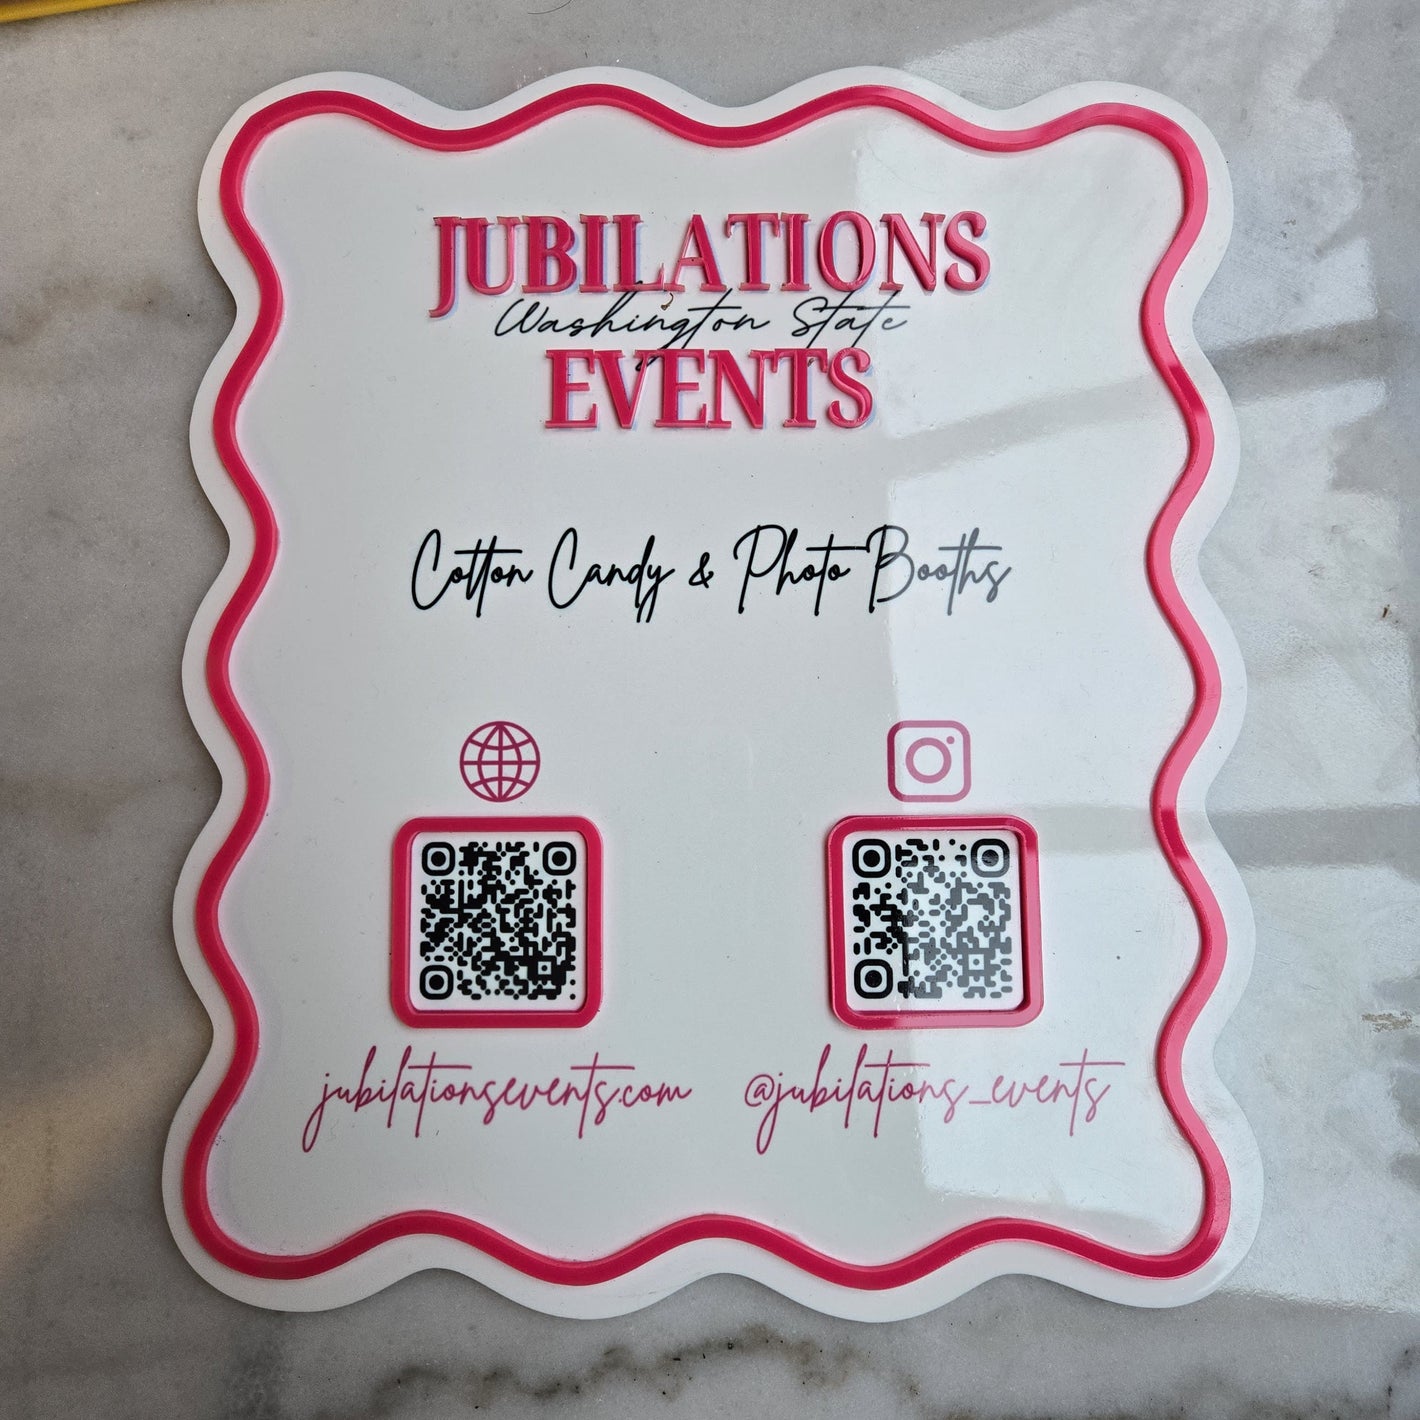 JUBILATIONS
Washington State
EVENTS
Cotton Candy & Photo Booths
jubilationsevents.com
@jubilations_events